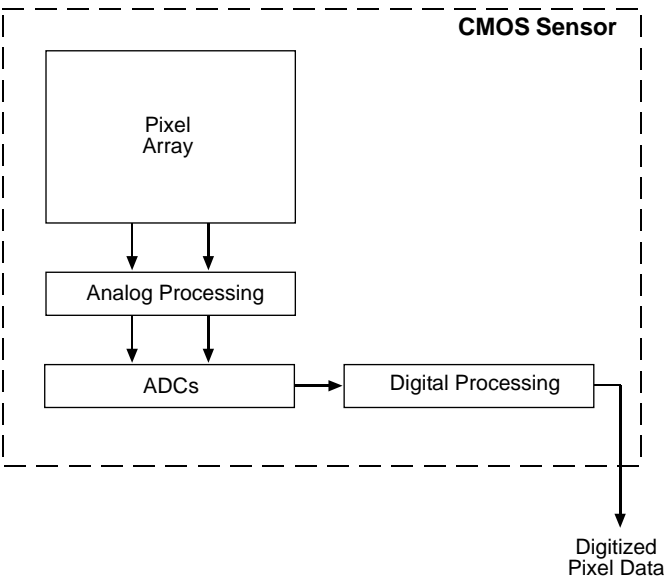 CMOS Sensor
Pixel
Array
Analog Processing
ADCs
Digital Processing
Digitized
Pixel Data